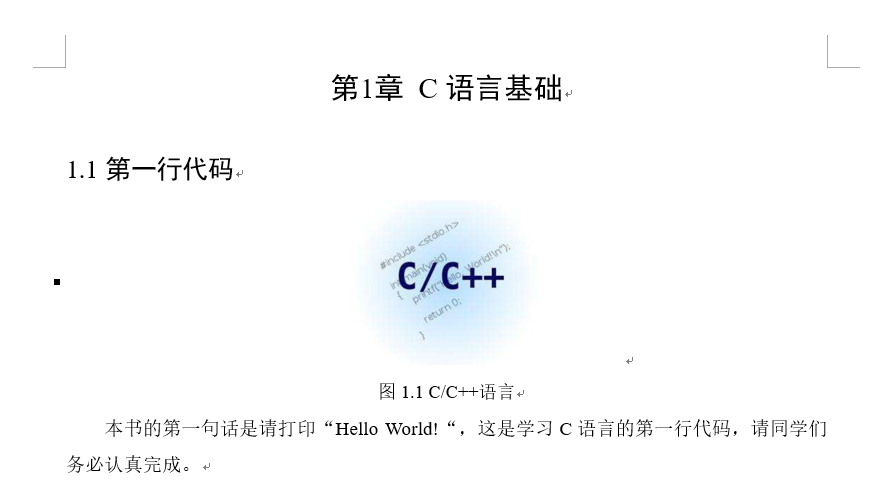 第1章 C 语言基础
1.1 第一行代码
#include <stdio.h>
int main(void)
{ printf("Hello, World!\n");
C/C++
return 0;
}
图 1.1 C/C++语言
本书的第一句话是请打印“Hello World!“，这是学习 C 语言的第一行代码，请同学们
务必认真完成。